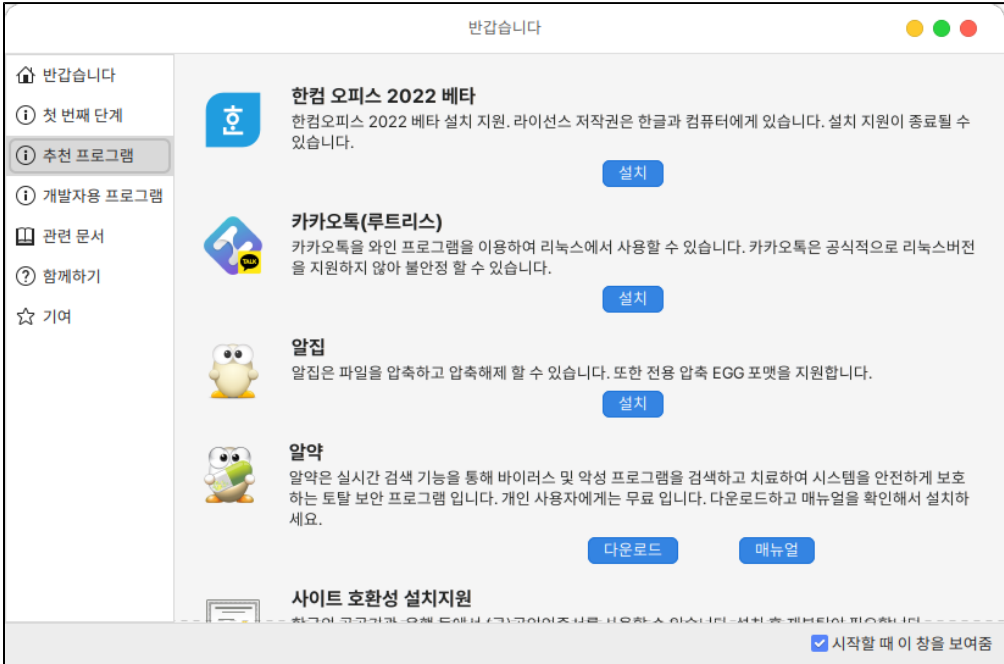 반갑습니다
반갑습니다
첫 번째 단계
추천 프로그램
개발자용 프로그램
관련 문서
함께하기
기여
한컴 오피스 2022 베타
한컴오피스 2022 베타 설치 지원. 라이선스 저작권은 한글과 컴퓨터에게 있습니다. 설치 지원이 종료될 수
있습니다.
설치
카카오톡(루트리스)
TALK
카카오톡을 와인 프로그램을 이용하여 리눅스에서 사용할 수 있습니다. 카카오톡은 공식적으로 리눅스버전
을 지원하지 않아 불안정 할 수 있습니다.
설치
알집
알집은 파일을 압축하고 압축해제 할 수 있습니다. 또한 전용 압축 EGG 포맷을 지원합니다.
설치
알약
알약은 실시간 검색 기능을 통해 바이러스 및 악성 프로그램을 검색하고 치료하여 시스템을 안전하게 보호
하는 토탈 보안 프로그램 입니다. 개인 사용자에게는 무료 입니다. 다운로드하고 매뉴얼을 확인해서 설치하
세요.
다운로드 매뉴얼
사이트 호환성 설치지원
시작할 때 이 창을 보여줌